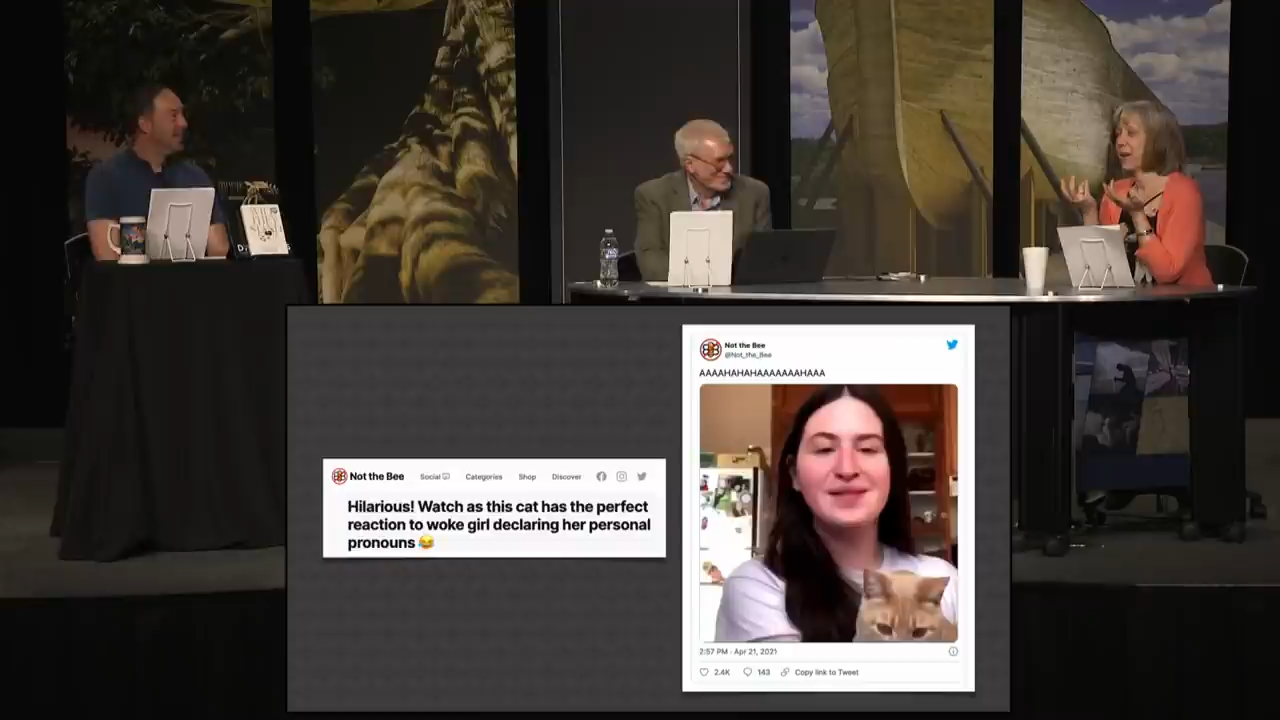 Not the Bee
@Not_the_Bee
AAAAHAHAHAAAAAAAHAAA
Not the Bee Social Categories Shop Discover
Hilarious! Watch as this cat has the perfect
reaction to woke girl declaring her personal
pronouns 😂
2:57 PM · Apr 21, 2021
2.4K 143 Copy link to Tweet